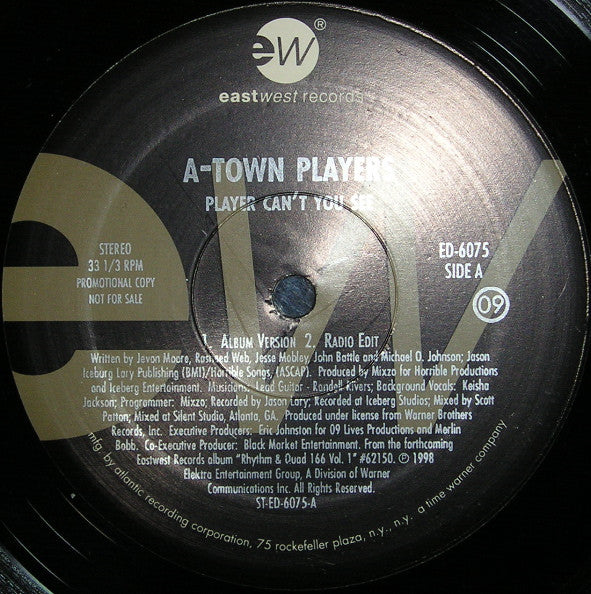 ew®
eastwest records
A-TOWN PLAYERS
PLAYER CAN'T YOU SEE
STEREO
33 1/3 RPM
PROMOTIONAL COPY
NOT FOR SALE
ED-6075
SIDE A
09
1. ALBUM VERSION 2. RADIO EDIT
Written by Jevon Moore, Rasheed Web, Jesse Mobley, John Battle and Michael O. Johnson; Jason
Iceburg Lary Publishing (BMI)/Horrible Songs, (ASCAP). Produced by Mixzo for Horrible Productions
and Iceberg Entertainment. Musicians: Lead Guitar - Randell Rivers; Background Vocals: Keisha
Jackson; Programmer: Mixzo; Recorded by Jason Lary; Recorded at Iceberg Studios; Mixed by Scott
Patton; Mixed at Silent Studio, Atlanta, GA. Produced under license from Warner Brothers
Records, Inc. Executive Producers: Eric Johnston for 09 Lives Productions and Merlin
Bobb. Co-Executive Producer: Black Market Entertainment. From the forthcoming
Eastwest Records album "Rhythm & Quad 166 Vol. 1" #62150. ℗ 1998
Elektra Entertainment Group, A Division of Warner
Communications Inc. All Rights Reserved.
ST-ED-6075-A
mfg. by atlantic recording corporation, 75 rockefeller plaza, n.y., n.y. a time warner company
ew